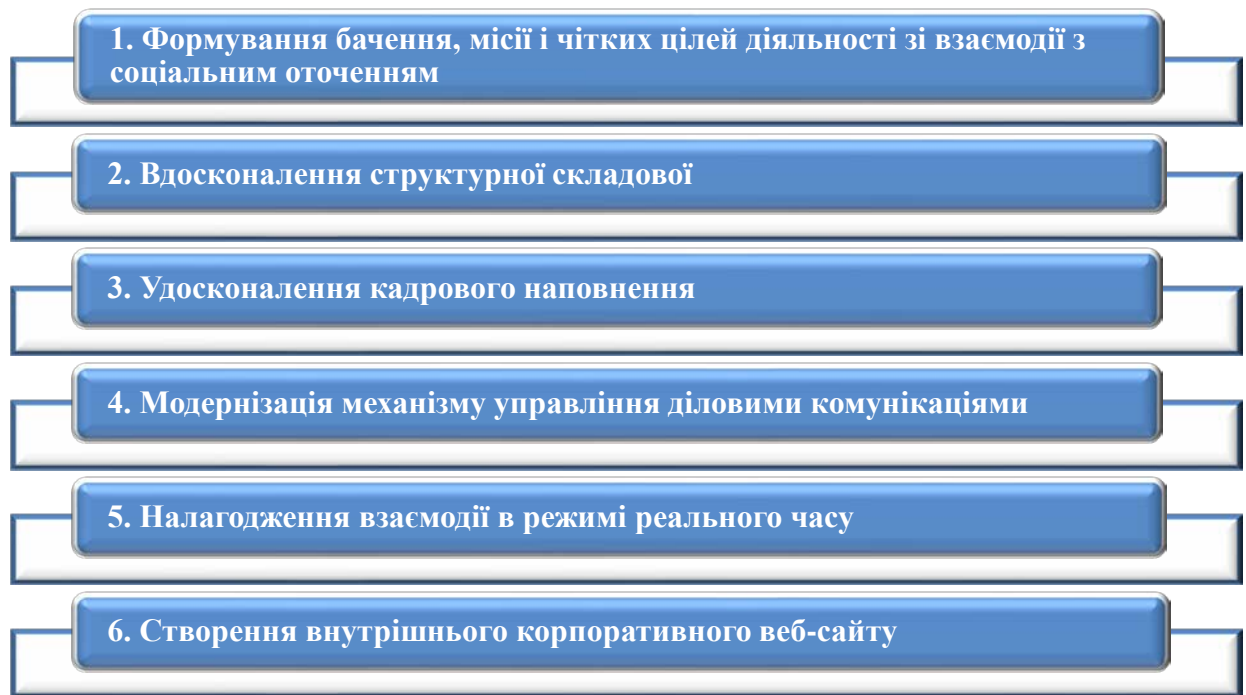 1. Формування бачення, місії і чітких цілей діяльності зі взаємодії з
соціальним оточенням
2. Вдосконалення структурної складової
3. Удосконалення кадрового наповнення
4. Модернізація механізму управління діловими комунікаціями
5. Налагодження взаємодії в режимі реального часу
6. Створення внутрішнього корпоративного веб-сайту